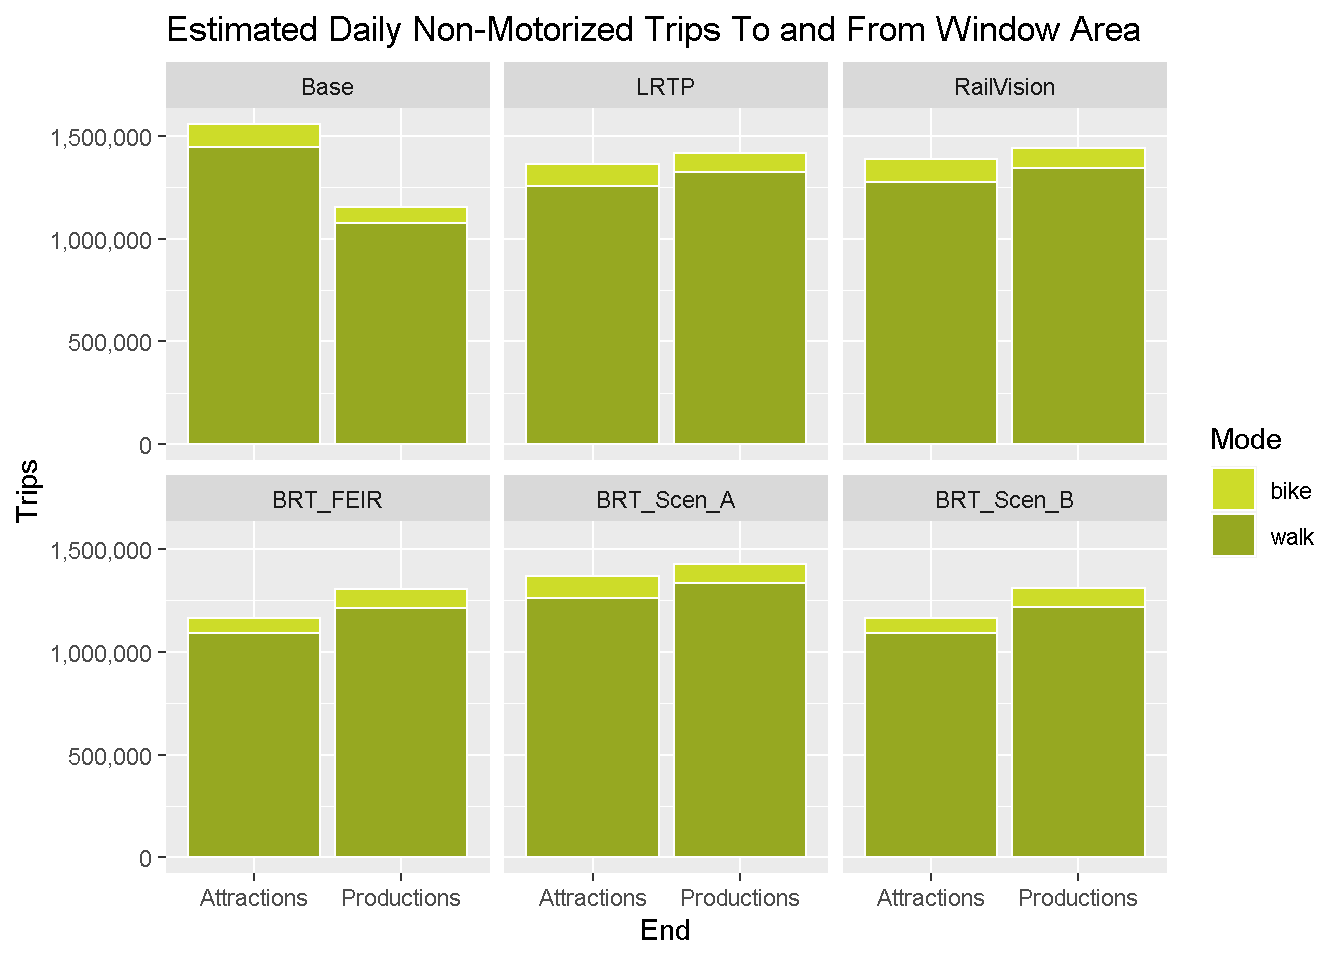 Estimated Daily Non-Motorized Trips To and From Window Area
Base
LRTP
RailVision
1,500,000
1,000,000
500,000
0
BRT_FEIR
BRT_Scen_A
BRT_Scen_B
1,500,000
1,000,000
500,000
0
Attractions
Productions
Attractions
Productions
Attractions
Productions
End
Trips
Mode
bike
walk